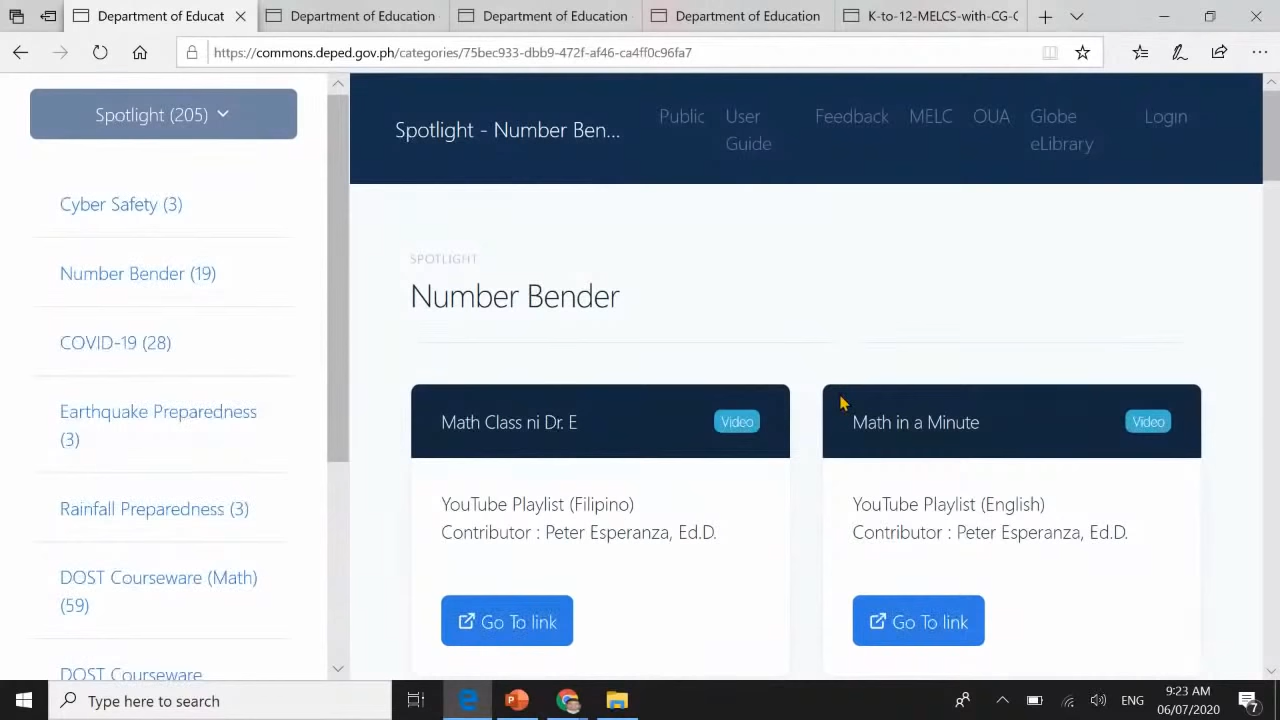 Department of Educat
Department of Education
Department of Education
Department of Education
K-to-12-MELCS-with-CG-C
https://commons.deped.gov.ph/categories/75bec933-dbb9-472f-af46-ca4ff0c96fa7
Spotlight (205)
Cyber Safety (3)
Number Bender (19)
COVID-19 (28)
Earthquake Preparedness
(3)
Rainfall Preparedness (3)
DOST Courseware (Math)
(59)
DOST Courseware
Spotlight - Number Ben...
Public
User
Guide
Feedback
MELC
OUA
Globe
eLibrary
Login
SPOTLIGHT
Number Bender
Math Class ni Dr. E
Video
YouTube Playlist (Filipino)
Contributor : Peter Esperanza, Ed.D.
Go To link
Math in a Minute
Video
YouTube Playlist (English)
Contributor : Peter Esperanza, Ed.D.
Go To link
Type here to search
ENG
9:23 AM
06/07/2020
7